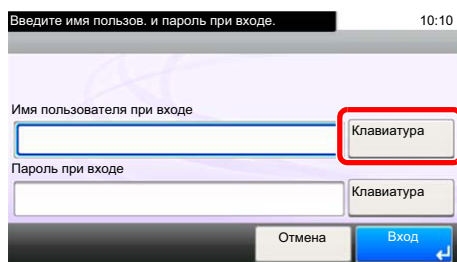 Введите имя пользов. и пароль при входе. 10:10
Имя пользователя при входе
Клавиатура
Пароль при входе
Клавиатура
Отмена Вход